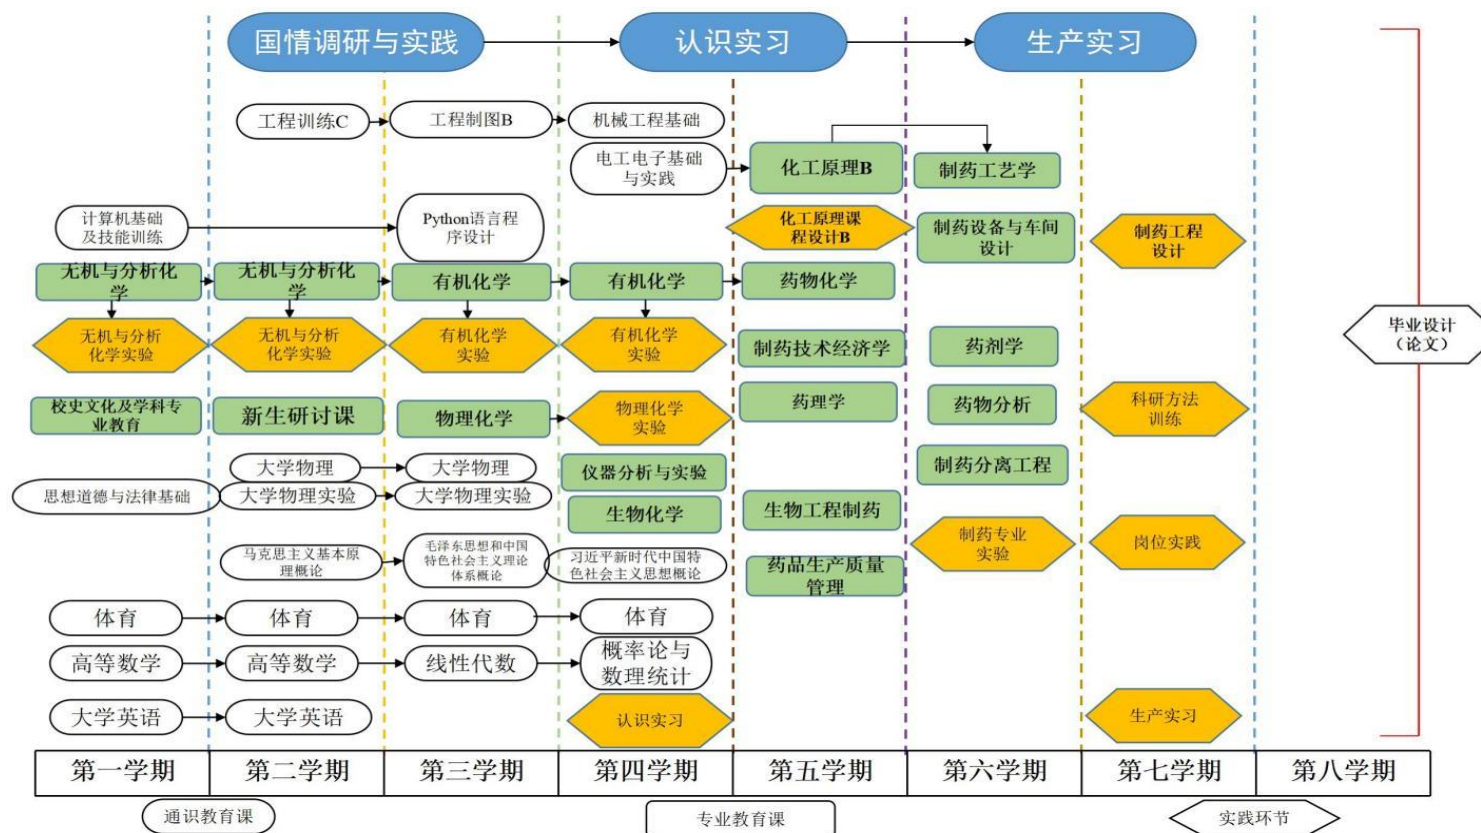 国情调研与实践
认识实习
生产实习
工程训练C
工程制图B
机械工程基础
电工电子基础
与实践
化工原理B
制药工艺学
计算机基础
及技能训练
Python语言程
序设计
化工原理课
程设计B
制药设备与车间
设计
制药工程
设计
无机与分析化
学
无机与分析化
学
有机化学
有机化学
药物化学
无机与分析
化学实验
无机与分析
化学实验
有机化学
实验
有机化学
实验
制药技术经济学
药剂学
毕业设计
（论文）
校史文化及学科专
业教育
新生研讨课
物理化学
物理化学
实验
药理学
药物分析
科研方法
训练
大学物理
大学物理
仪器分析与实验
制药分离工程
思想道德与法律基础
大学物理实验
大学物理实验
生物化学
生物工程制药
制药专业
实验
岗位实践
马克思主义基本原
理概论
毛泽东思想和中国
特色社会主义理论
体系概论
习近平新时代中国特
色社会主义思想概论
药品生产质量
管理
体育
体育
体育
体育
高等数学
高等数学
线性代数
概率论与
数理统计
大学英语
大学英语
认识实习
生产实习
第一学期
第二学期
第三学期
第四学期
第五学期
第六学期
第七学期
第八学期
通识教育课
专业教育课
实践环节